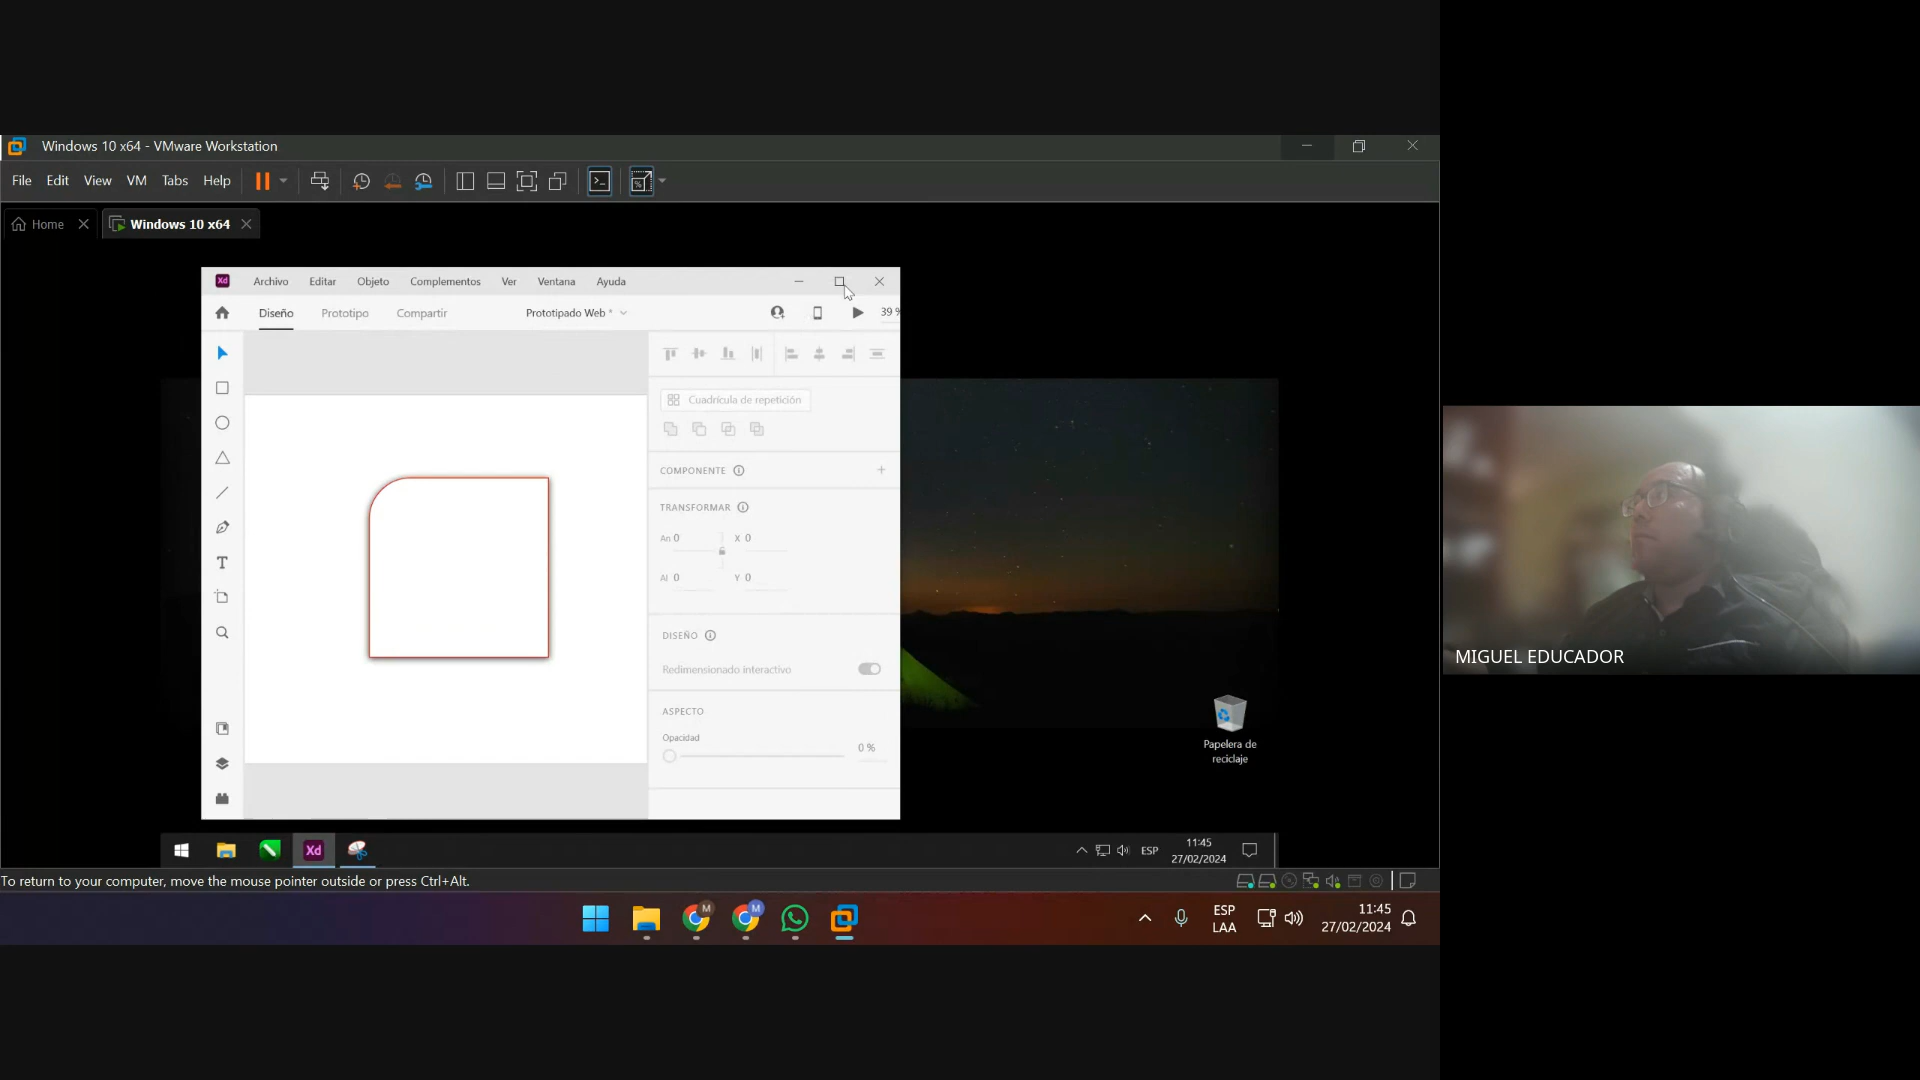 Windows 10 x64 - VMware Workstation
File Edit View VM Tabs Help
Home Windows 10 x64
Xd Archivo Editar Objeto Complementos Ver Ventana Ayuda
Diseño Prototipo Compartir Prototipado Web * 39 %
Cuadrícula de repetición
COMPONENTE
TRANSFORMAR
An 0 X 0
Al 0 Y 0
DISEÑO
Redimensionado interactivo
ASPECTO
Opacidad
0 %
T
Papelera de
reciclaje
MIGUEL EDUCADOR
Xd ESP 11:45
27/02/2024
To return to your computer, move the mouse pointer outside or press Ctrl+Alt.
M M ESP
LAA
11:45
27/02/2024